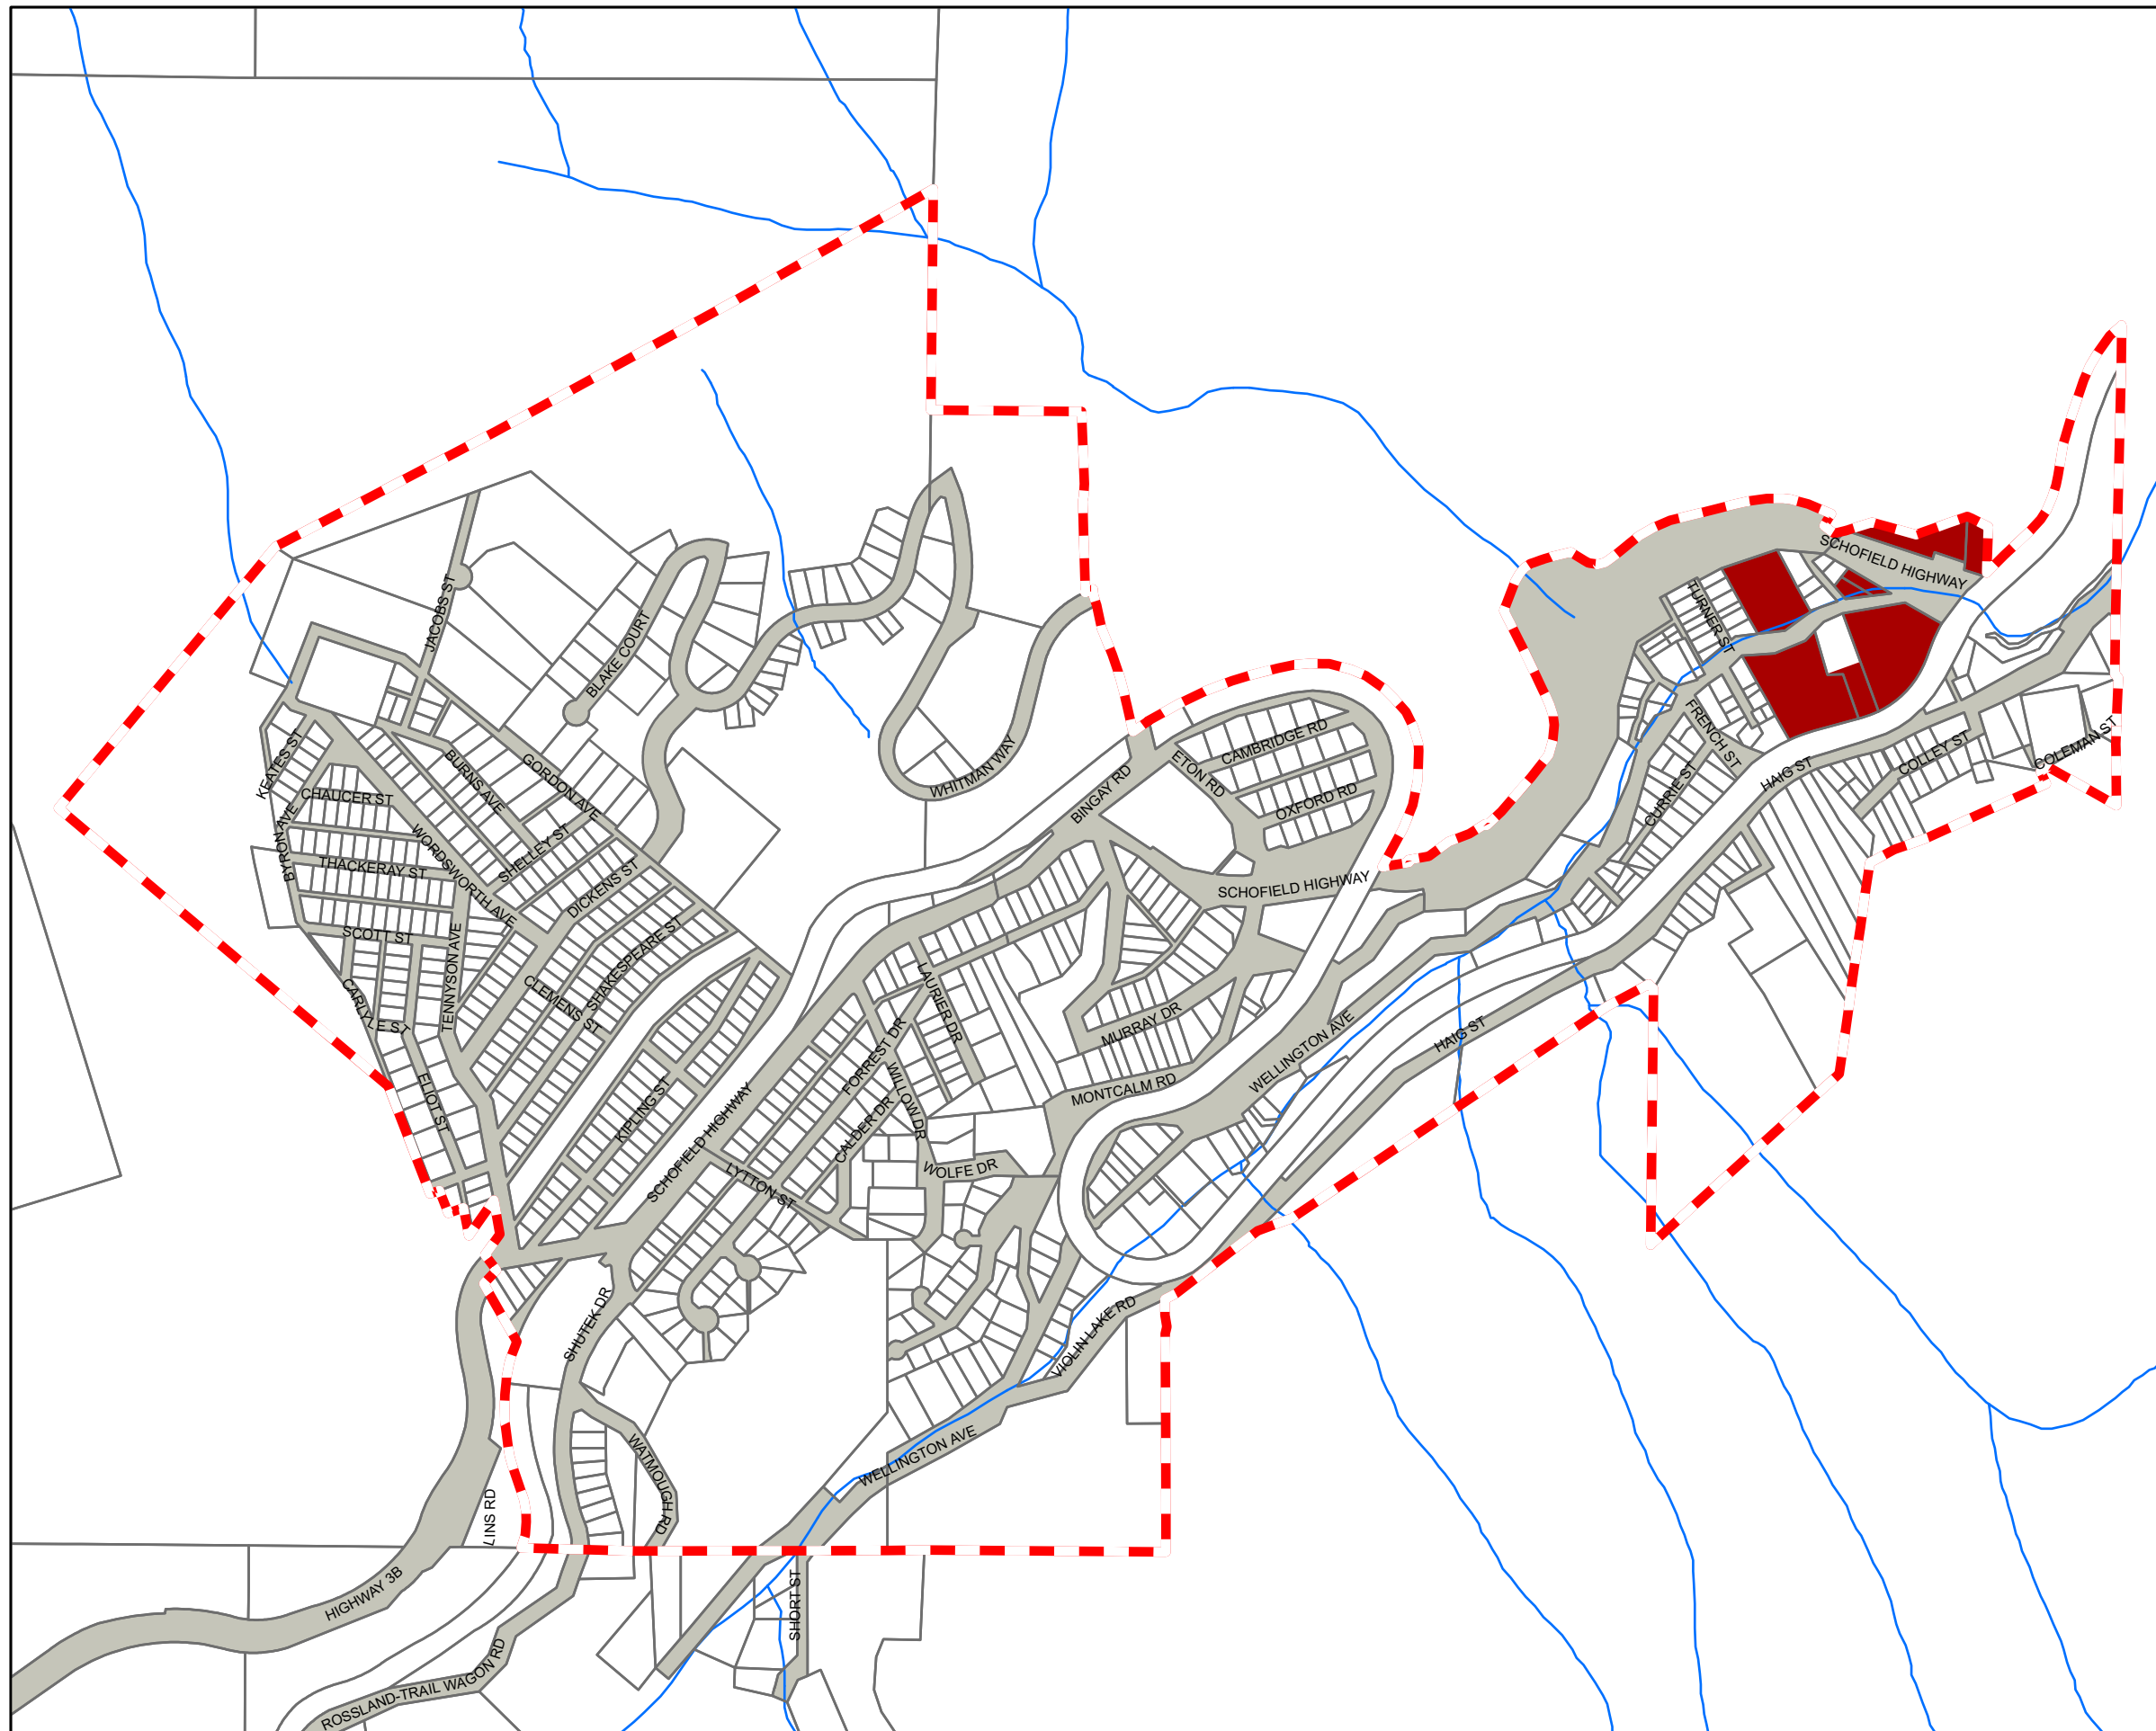 SCHOFIELD HIGHWAY
TURNER ST
JACOBS ST
BLAKE COURT
FRENCH ST
COLEMAN ST
COLLEY ST
KEATES ST
BURNS AVE
GORDON AVE
WHITMAN WAY
BINGAY RD
ETON RD
CAMBRIDGE RD
OXFORD RD
CURRIE ST
HAIG ST
CHAUCER ST
BYRON AVE
THACKERAY ST
WORDSWORTH AVE
SHELLEY ST
DICKENS ST
SCHOFIELD HIGHWAY
SCOTT ST
TENNYSON AVE
SHAKESPEARE ST
CLEMENS ST
CARLYLE ST
LAURIER DR
MURRAY DR
HAIG ST
WELLINGTON AVE
MONTCALM RD
FORREST DR
WILLOW DR
CALDER DR
ELIOT ST
KIPLING ST
SCHOFIELD HIGHWAY
LYTTON ST
WOLFE DR
SHUTEK DR
VIOLIN LAKE RD
WELLINGTON AVE
WATMOUGH RD
LINS RD
HIGHWAY 3B
SHORT ST
ROSSLAND-TRAIL WAGON RD